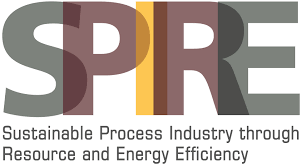 SPIRE
Sustainable Process Industry through
Resource and Energy Efficiency